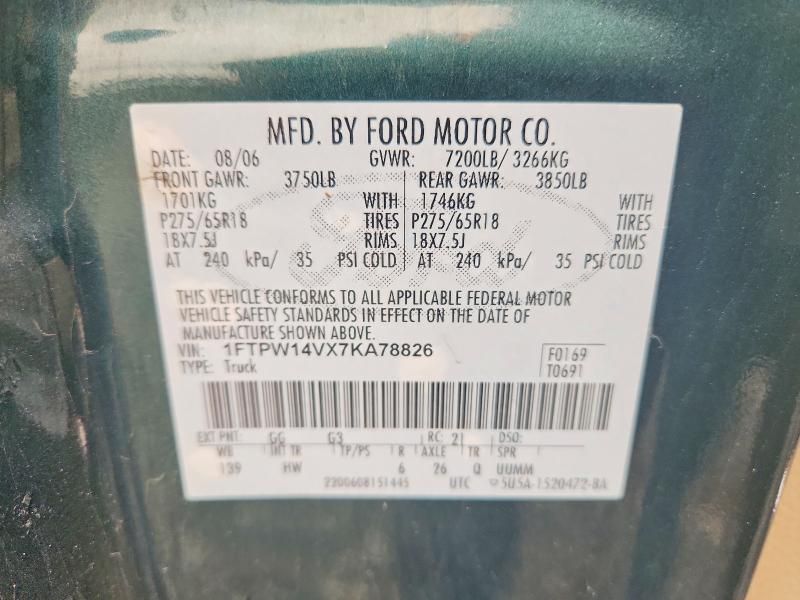 MFD. BY FORD MOTOR CO.
DATE: 08/06 GVWR: 7200LB/ 3266KG
FRONT GAWR: 3750LB REAR GAWR: 3850LB
1701KG WITH 1746KG WITH
P275/65R18 TIRES P275/65R18 TIRES
18X7.5J RIMS 18X7.5J RIMS
AT 240 kPa/ 35 PSI COLD AT 240 kPa/ 35 PSI COLD
THIS VEHICLE CONFORMS TO ALL APPLICABLE FEDERAL MOTOR
VEHICLE SAFETY STANDARDS IN EFFECT ON THE DATE OF
MANUFACTURE SHOWN ABOVE.
VIN: 1FTPW14VX7KA78826 F0169
TYPE: Truck T0691
EXT PNT: GG G3 RC: 21 DSO:
WB INT TR TP/PS R AXLE TR SPR
139 HW 6 26 Q UUMM
2200608151445 UTC 5U5A-1520472-BA